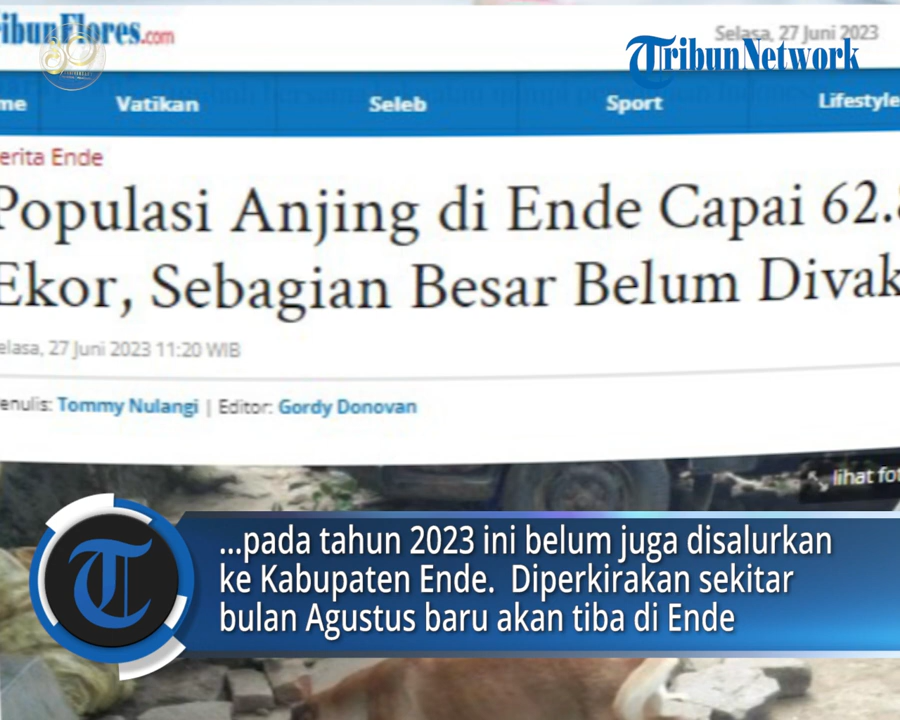 ribunFlores.com
Selasa, 27 Juni 2023
TribunNetwork
me Vatikan Seleb Sport Lifestyle
erita Ende
Populasi Anjing di Ende Capai 62.8
Ekor, Sebagian Besar Belum Divak
elasa, 27 Juni 2023 11:20 WIB
enulis: Tommy Nulangi | Editor: Gordy Donovan
lihat fot
...pada tahun 2023 ini belum juga disalurkan
ke Kabupaten Ende. Diperkirakan sekitar
bulan Agustus baru akan tiba di Ende